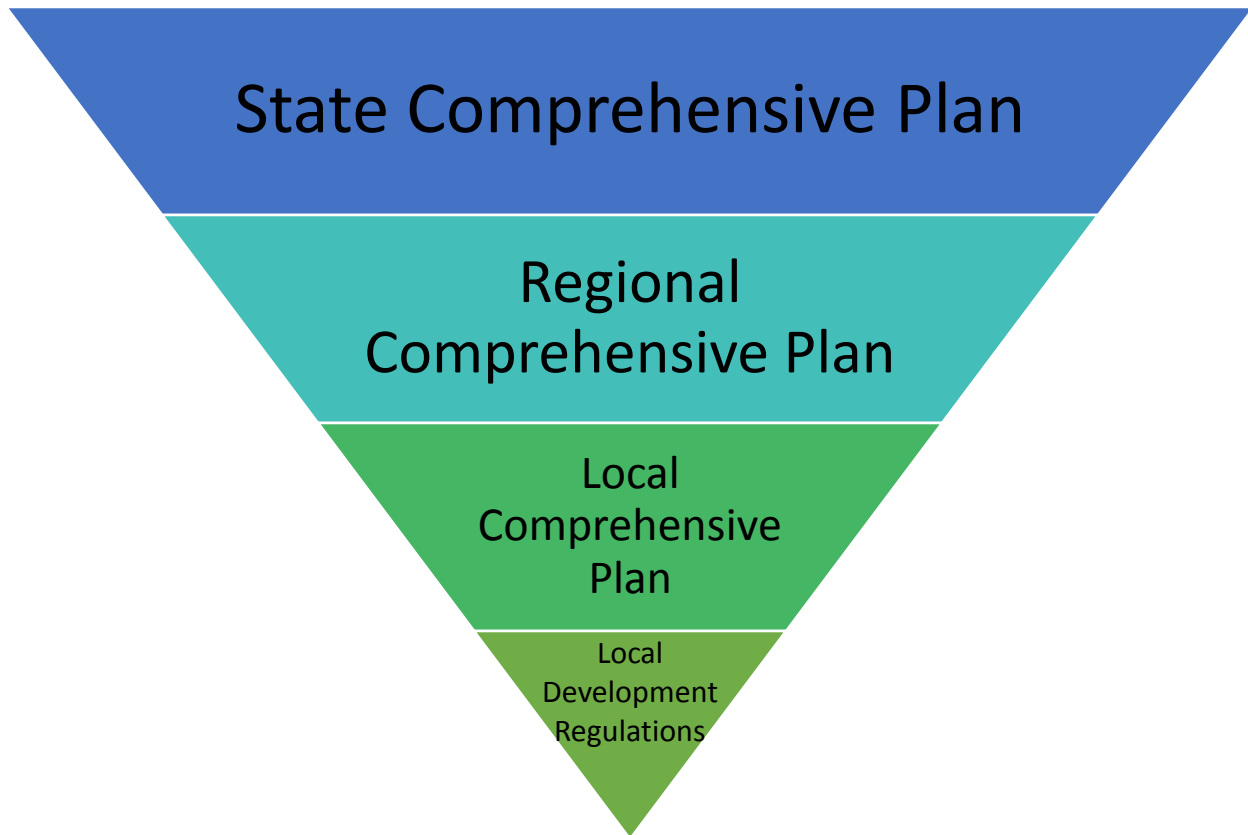 State Comprehensive Plan
Regional
Comprehensive Plan
Local
Comprehensive
Plan
Local
Development
Regulations